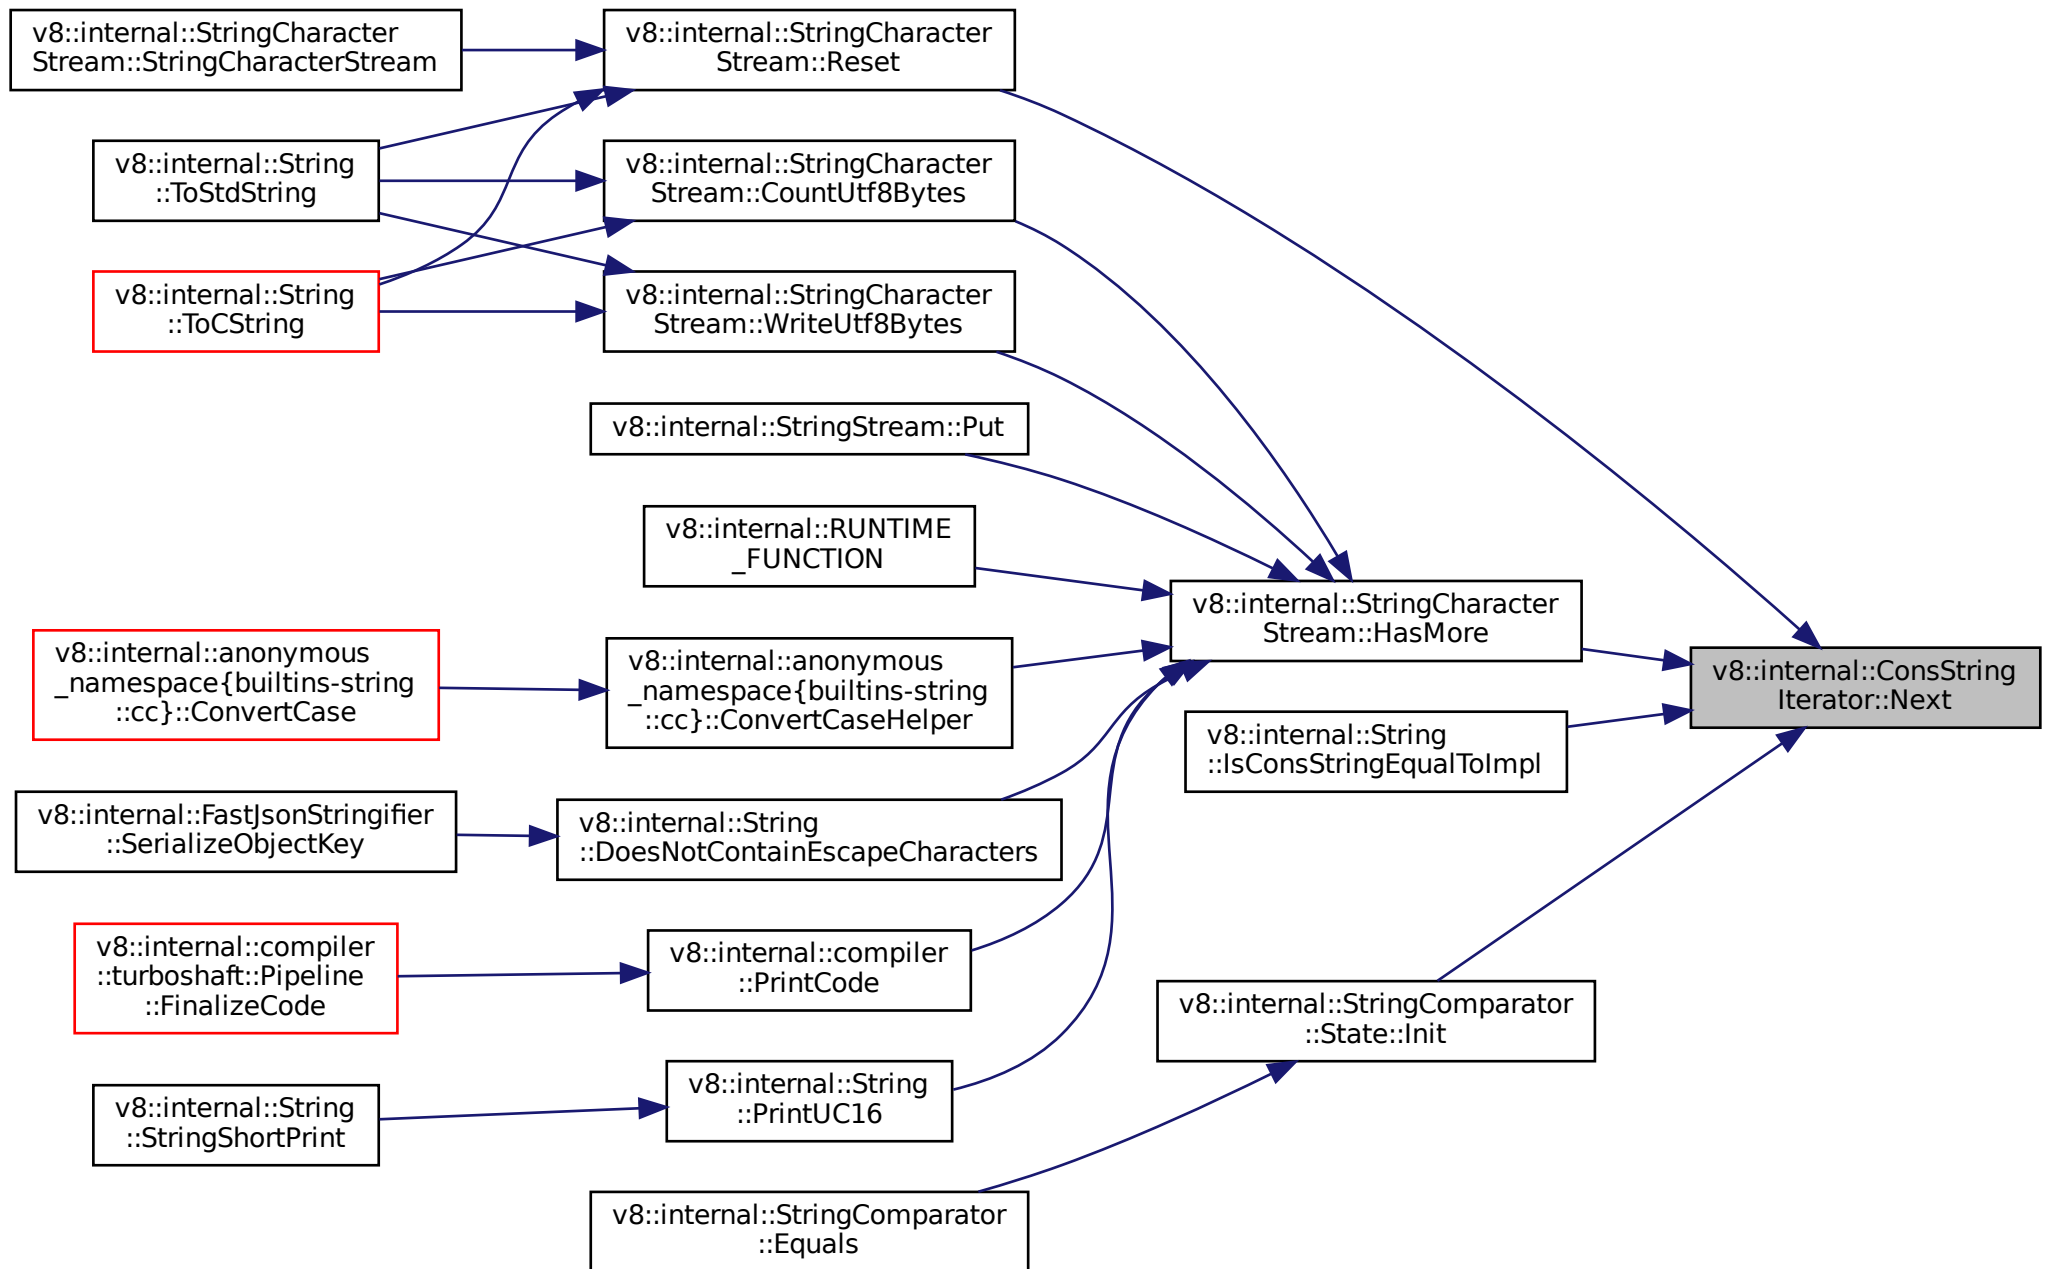 v8::internal::StringCharacter
Stream::StringCharacterStream
v8::internal::StringCharacter
Stream::Reset
v8::internal::String
::ToStdString
v8::internal::StringCharacter
Stream::CountUtf8Bytes
v8::internal::String
::ToCString
v8::internal::StringCharacter
Stream::WriteUtf8Bytes
v8::internal::StringStream::Put
v8::internal::RUNTIME
_FUNCTION
v8::internal::StringCharacter
Stream::HasMore
v8::internal::ConsString
Iterator::Next
v8::internal::anonymous
_namespace{builtins-string
::cc}::ConvertCase
v8::internal::anonymous
_namespace{builtins-string
::cc}::ConvertCaseHelper
v8::internal::String
::IsConsStringEqualToImpl
v8::internal::FastJsonStringifier
::SerializeObjectKey
v8::internal::String
::DoesNotContainEscapeCharacters
v8::internal::compiler
::turboshaft::Pipeline
::FinalizeCode
v8::internal::compiler
::PrintCode
v8::internal::StringComparator
::State::Init
v8::internal::String
::StringShortPrint
v8::internal::String
::PrintUC16
v8::internal::StringComparator
::Equals